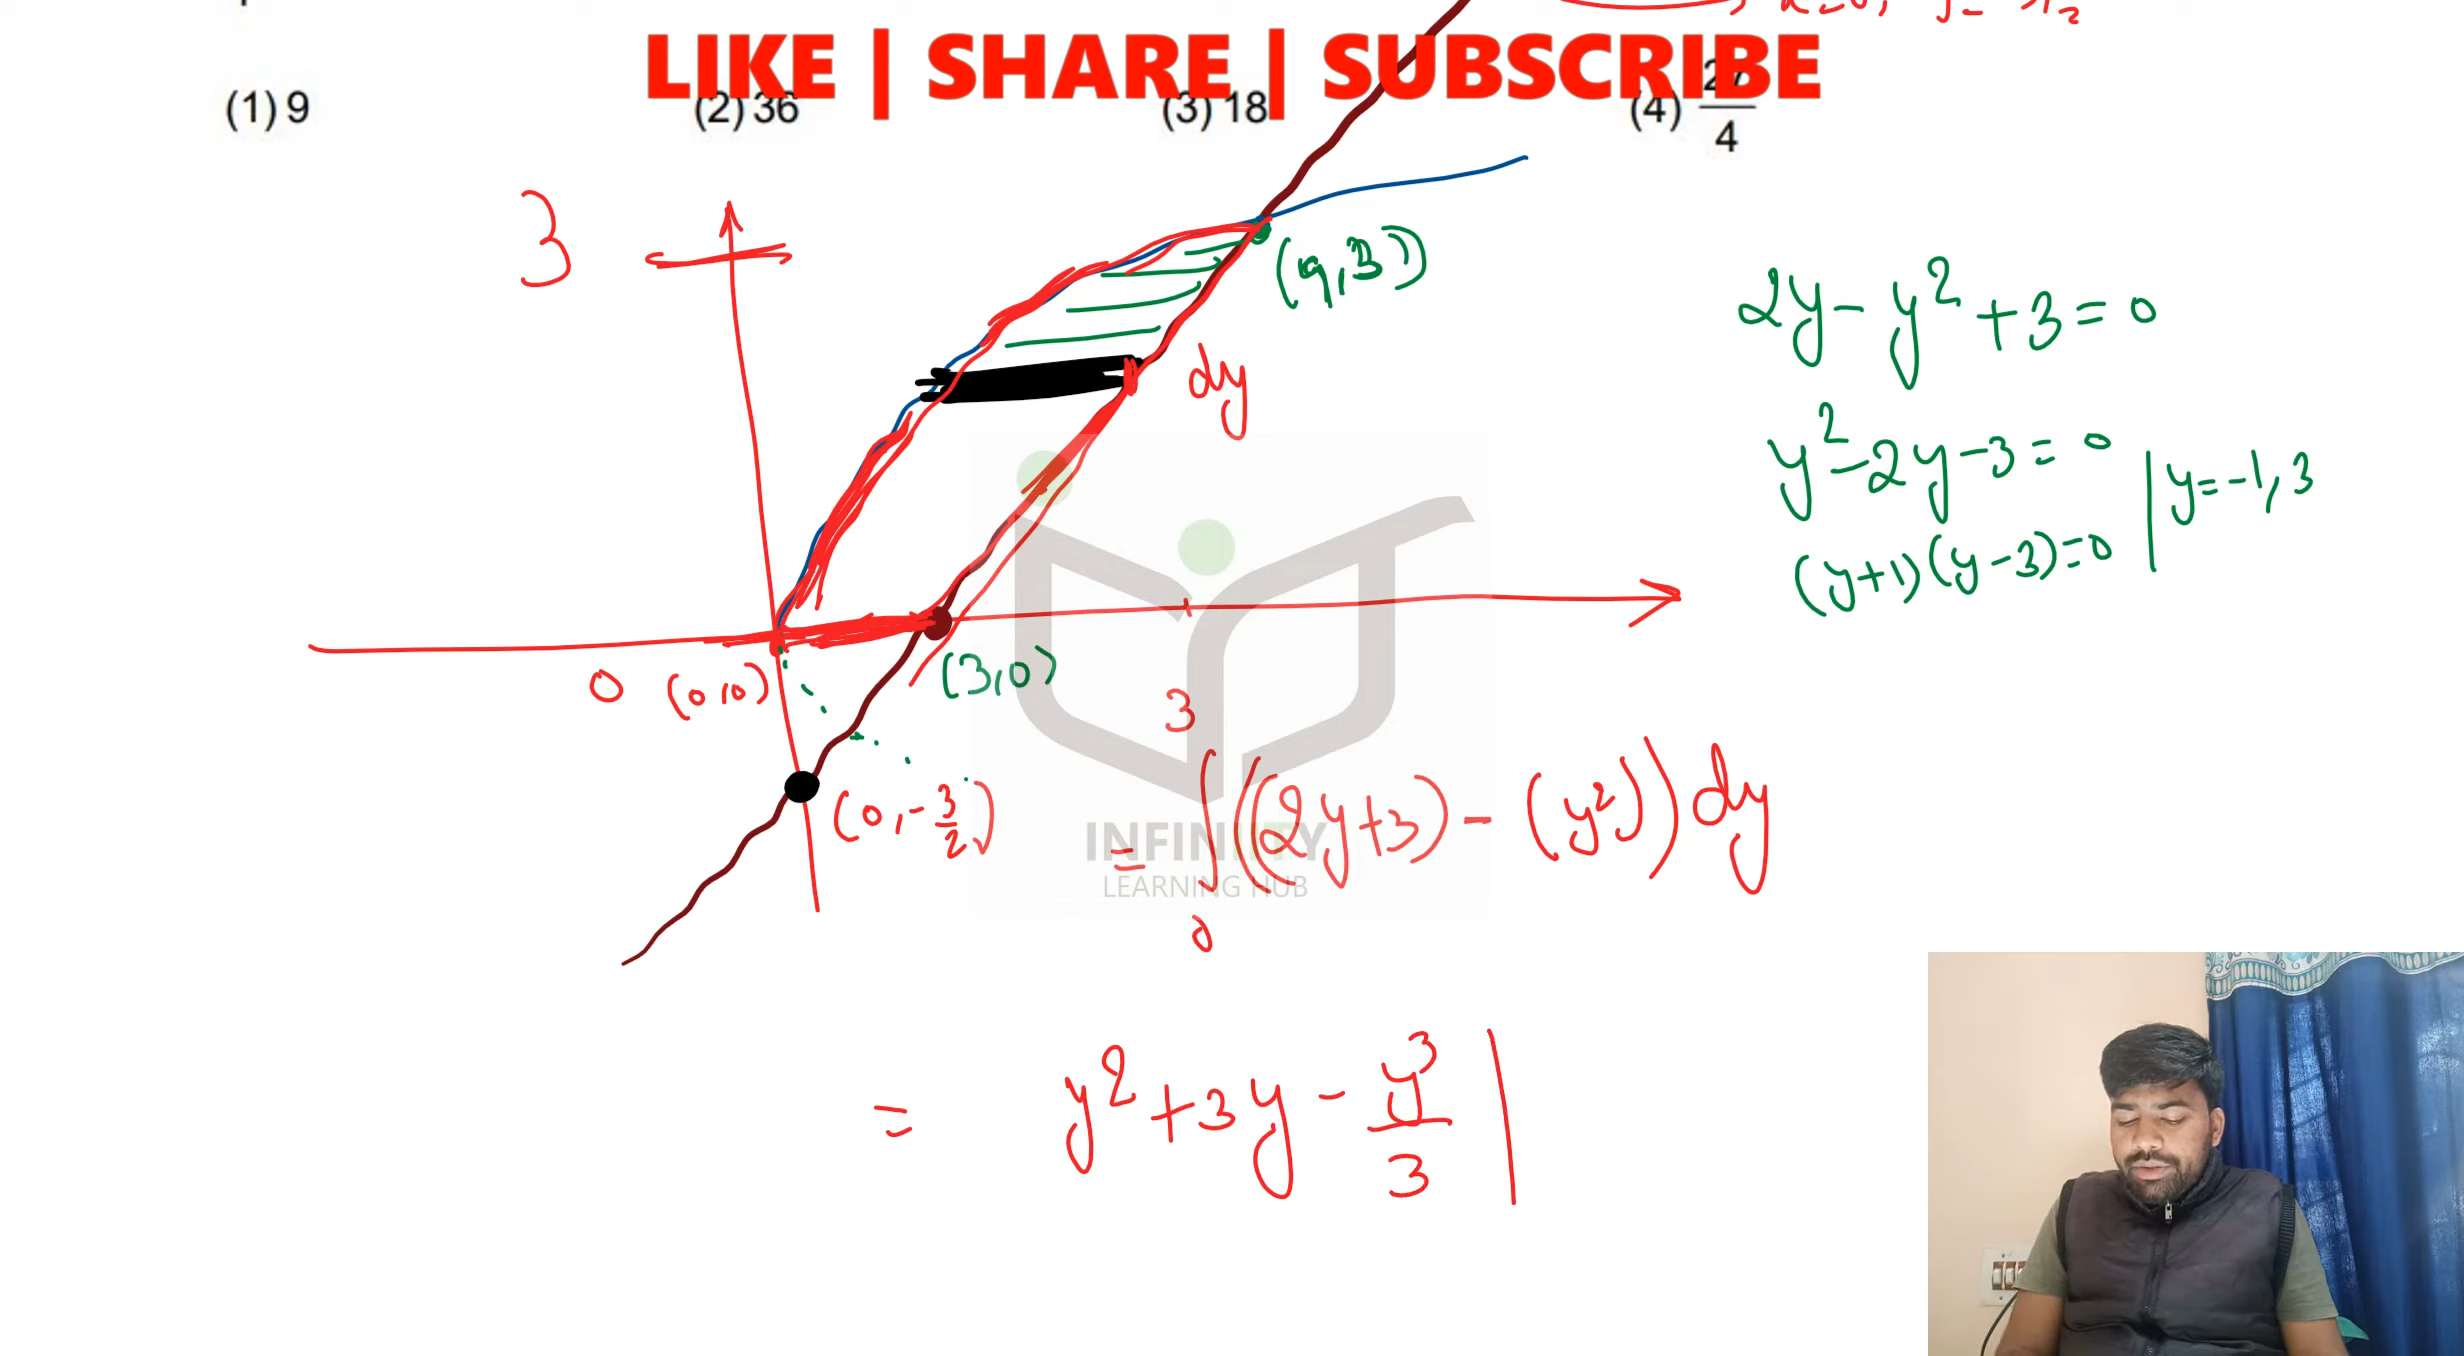 LIKE | SHARE | SUBSCRIBE
(1) 9 (2) 36 (3) 18 (4) 27/4
3
(9,3)
dy
2y - y² + 3 = 0
y² - 2y - 3 = 0 | y = -1, 3
(y+1)(y-3) = 0
0 (0,0) (3,0)
(0, -3/2)
= ∫₀³ ((2y+3) - (y²)) dy
INFINIITY
LEARNING HUB
= y² + 3y - y³/3 |